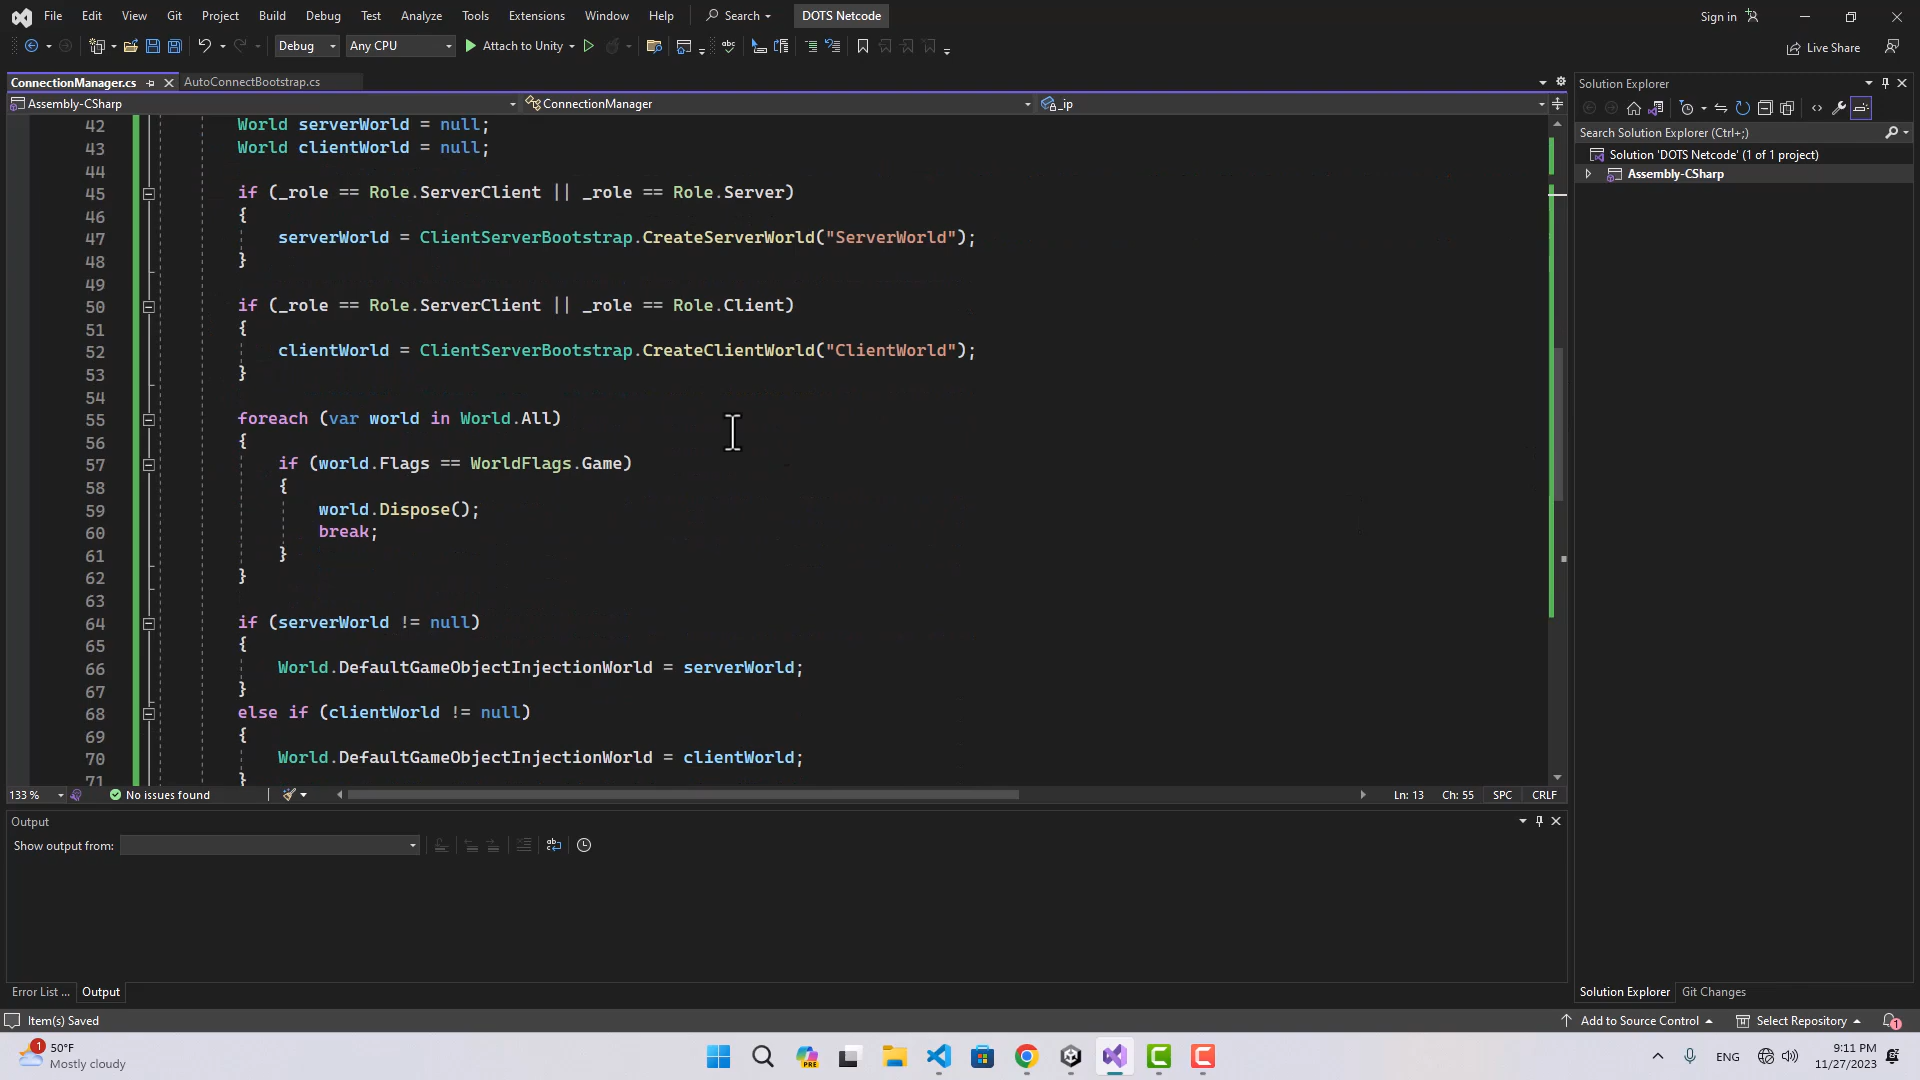 File Edit View Git Project Build Debug Test Analyze Tools Extensions Window Help Search DOTS Netcode Sign in
Debug Any CPU Attach to Unity Live Share
ConnectionManager.cs AutoConnectBootstrap.cs
Assembly-CSharp ConnectionManager _ip
42 World serverWorld = null;
43 World clientWorld = null;
44
45 if (_role == Role.ServerClient || _role == Role.Server)
46 {
47 serverWorld = ClientServerBootstrap.CreateServerWorld("ServerWorld");
48 }
49
50 if (_role == Role.ServerClient || _role == Role.Client)
51 {
52 clientWorld = ClientServerBootstrap.CreateClientWorld("ClientWorld");
53 }
54
55 foreach (var world in World.All)
56 {
57 if (world.Flags == WorldFlags.Game)
58 {
59 world.Dispose();
60 break;
61 }
62 }
63
64 if (serverWorld != null)
65 {
66 World.DefaultGameObjectInjectionWorld = serverWorld;
67 }
68 else if (clientWorld != null)
69 {
70 World.DefaultGameObjectInjectionWorld = clientWorld;
71 }
133 % No issues found Ln: 13 Ch: 55 SPC CRLF
Output
Show output from:
Error List ... Output
Solution Explorer
Search Solution Explorer (Ctrl+;)
Solution 'DOTS Netcode' (1 of 1 project)
Assembly-CSharp
Solution Explorer Git Changes
Item(s) Saved Add to Source Control Select Repository 1
1 50°F
Mostly cloudy
PRE
ENG
9:11 PM
11/27/2023